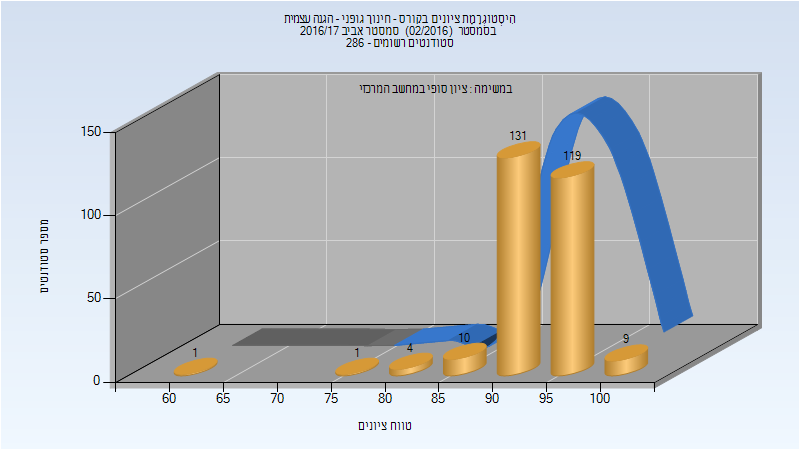 היסטוגרמת ציונים בקורס - חינוך גופני - הגנה עצמית
בסמסטר (02/2016) סמסטר אביב 2016/17
סטודנטים רשומים - 286
במשימה : ציון סופי במחשב המרכזי
מספר סטודנטים
150
100
50
0
1
1
4
10
131
119
9
60 65 70 75 80 85 90 95 100
טווח ציונים